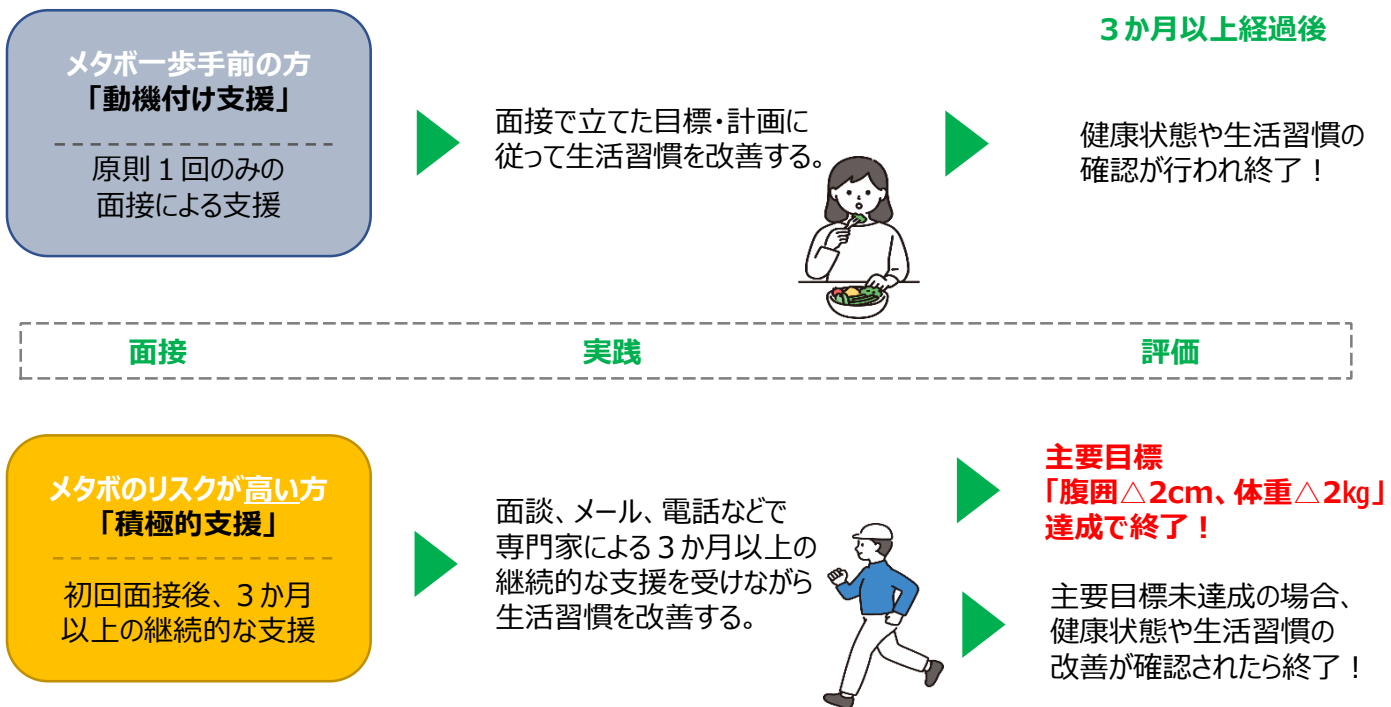 ３か月以上経過後
メタボ一歩手前の方
「動機付け支援」
原則１回のみの
面接による支援
面接で立てた目標・計画に
従って生活習慣を改善する。
健康状態や生活習慣の
確認が行われ終了！
面接
実践
評価
メタボのリスクが高い方
「積極的支援」
初回面接後、３か月
以上の継続的な支援
面談、メール、電話などで
専門家による３か月以上の
継続的な支援を受けながら
生活習慣を改善する。
主要目標
「腹囲△2cm、体重△2kg」
達成で終了！
主要目標未達成の場合、
健康状態や生活習慣の
改善が確認されたら終了！